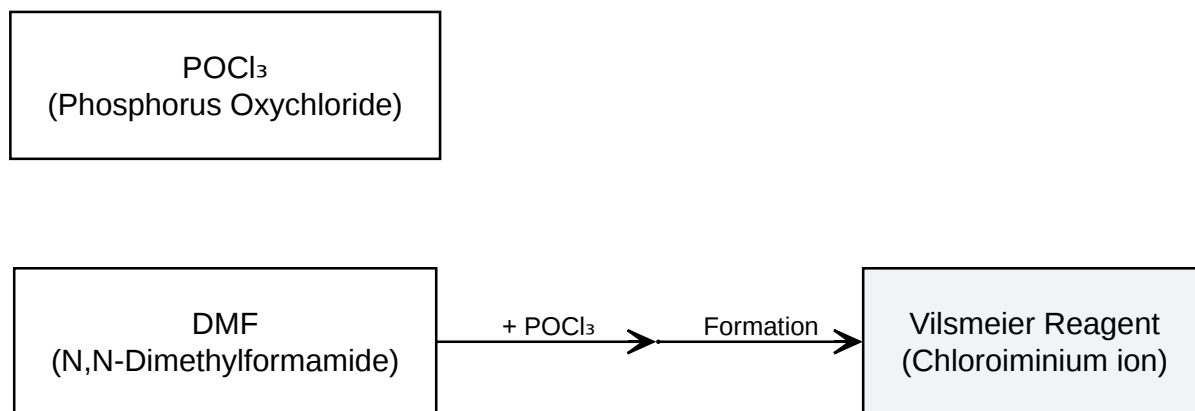 POCl₃
(Phosphorus Oxychloride)
DMF
(N,N-Dimethylformamide)
+ POCl₃
Formation
Vilsmeier Reagent
(Chloroiminium ion)